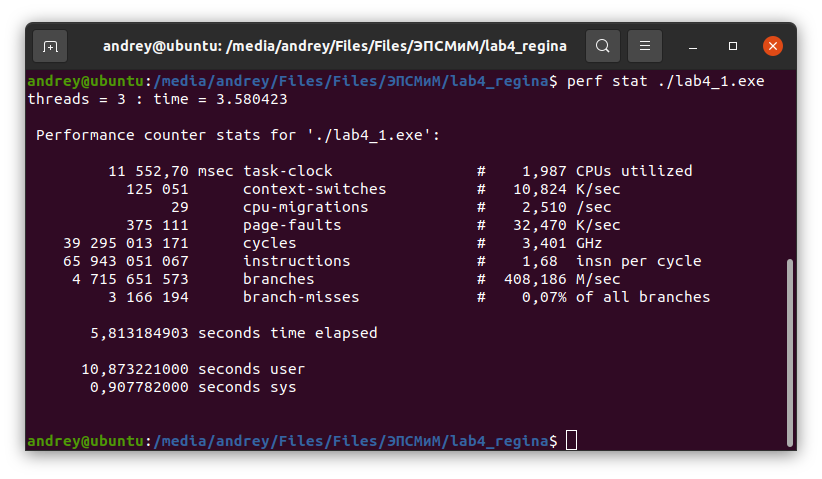 andrey@ubuntu: /media/andrey/Files/Files/ЭПСМиМ/lab4_regina
andrey@ubuntu:/media/andrey/Files/Files/ЭПСМиМ/lab4_regina$ perf stat ./lab4_1.exe
threads = 3 : time = 3.580423
Performance counter stats for './lab4_1.exe':
11 552,70 msec task-clock # 1,987 CPUs utilized
125 051 context-switches # 10,824 K/sec
29 cpu-migrations # 2,510 /sec
375 111 page-faults # 32,470 K/sec
39 295 013 171 cycles # 3,401 GHz
65 943 051 067 instructions # 1,68 insn per cycle
4 715 651 573 branches # 408,186 M/sec
3 166 194 branch-misses # 0,07% of all branches
5,813184903 seconds time elapsed
10,873221000 seconds user
0,907782000 seconds sys
andrey@ubuntu:/media/andrey/Files/Files/ЭПСМиМ/lab4_regina$